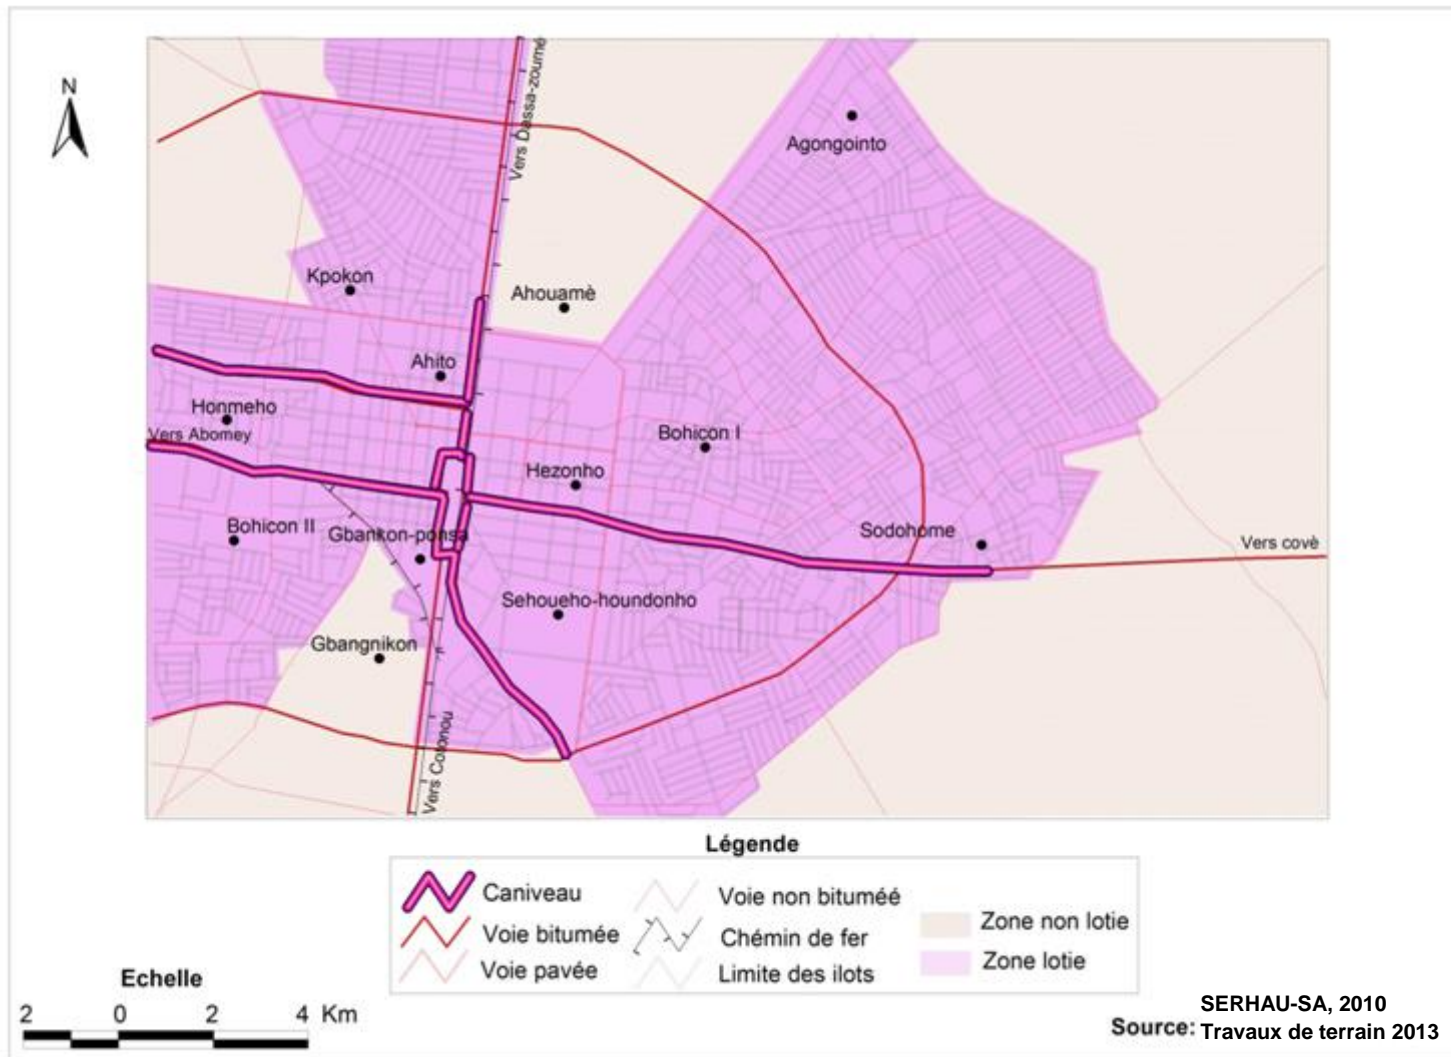 N
Vers Dassa-zoumé
Agongointo
Kpokon
Ahouamè
Ahito
Honmeho
Vers Abomey
Bohicon I
Hezonho
Bohicon II
Gbankon-ponsa
Sodohome
Vers covè
Sehoueho-houndonho
Gbangnikon
Vers Cotonou
Légende
Caniveau
Voie bitumée
Voie pavée
Voie non bituméé
Chémin de fer
Limite des ilots
Zone non lotie
Zone lotie
Echelle
2 0 2 4 Km
SERHAU-SA, 2010
Source: Travaux de terrain 2013